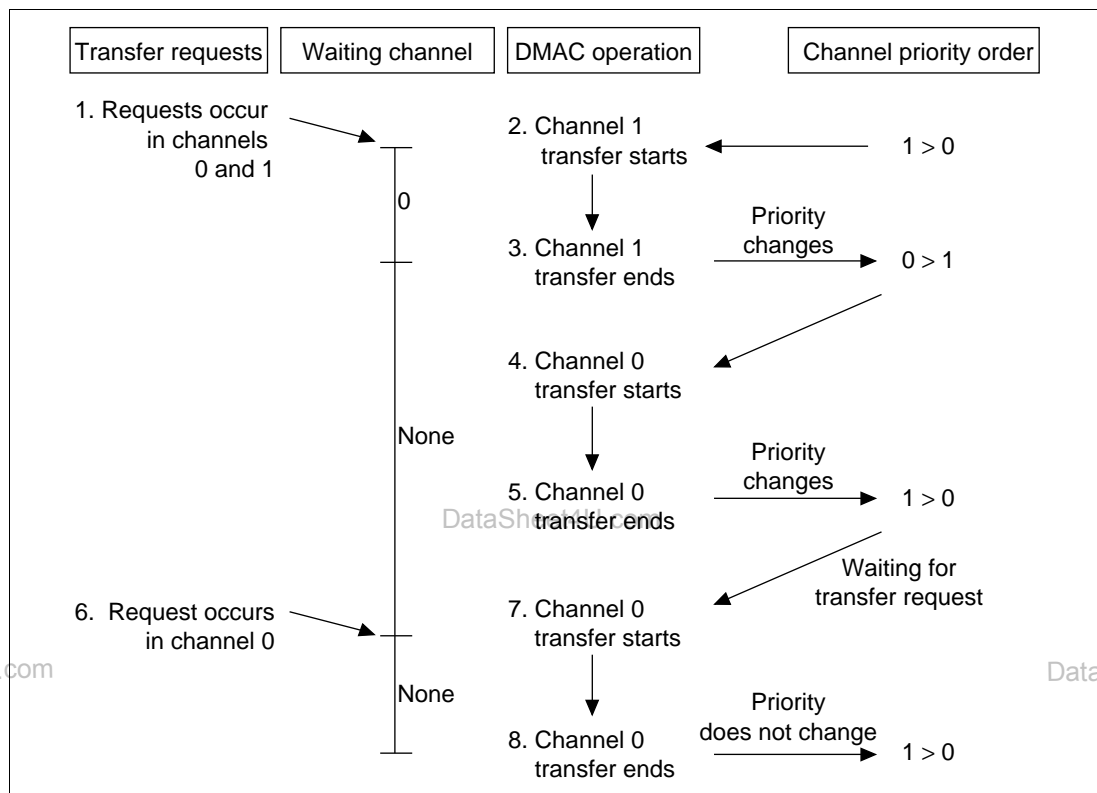 Transfer requests
Waiting channel
DMAC operation
Channel priority order
1. Requests occur
in channels
0 and 1
0
2. Channel 1
transfer starts
1 > 0
3. Channel 1
transfer ends
Priority
changes
0 > 1
None
4. Channel 0
transfer starts
5. Channel 0
transfer ends
Priority
changes
1 > 0
DataSheet4U.com
Waiting for
transfer request
6. Request occurs
in channel 0
7. Channel 0
transfer starts
None
8. Channel 0
transfer ends
Priority
does not change
1 > 0
.com
Data